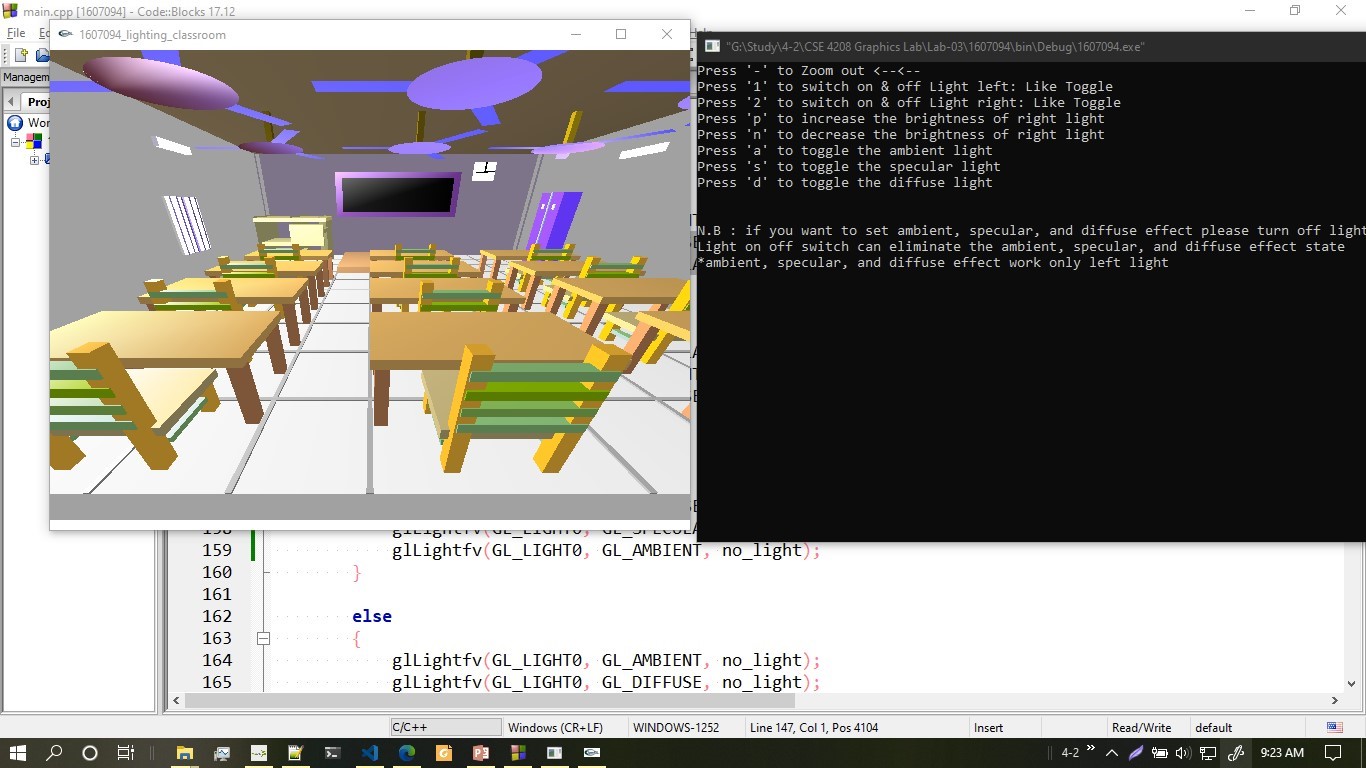 main.cpp [1607094] - Code::Blocks 17.12
File
1607094_lighting_classroom
"G:\Study\4-2\CSE 4208 Graphics Lab\Lab-03\1607094\bin\Debug\1607094.exe"
Managem
Proj
Wor
Press '-' to Zoom out <--<--
Press '1' to switch on & off Light left: Like Toggle
Press '2' to switch on & off Light right: Like Toggle
Press 'p' to increase the brightness of right light
Press 'n' to decrease the brightness of right light
Press 'a' to toggle the ambient light
Press 's' to toggle the specular light
Press 'd' to toggle the diffuse light
N.B : if you want to set ambient, specular, and diffuse effect please turn off light
Light on off switch can eliminate the ambient, specular, and diffuse effect state
*ambient, specular, and diffuse effect work only left light
158 glLightfv(GL_LIGHT0, GL_SPECULA
159 glLightfv(GL_LIGHT0, GL_AMBIENT, no_light);
160 }
161
162 else
163 {
164 glLightfv(GL_LIGHT0, GL_AMBIENT, no_light);
165 glLightfv(GL_LIGHT0, GL_DIFFUSE, no_light);
C/C++ Windows (CR+LF) WINDOWS-1252 Line 147, Col 1, Pos 4104 Insert Read/Write default
4-2 9:23 AM